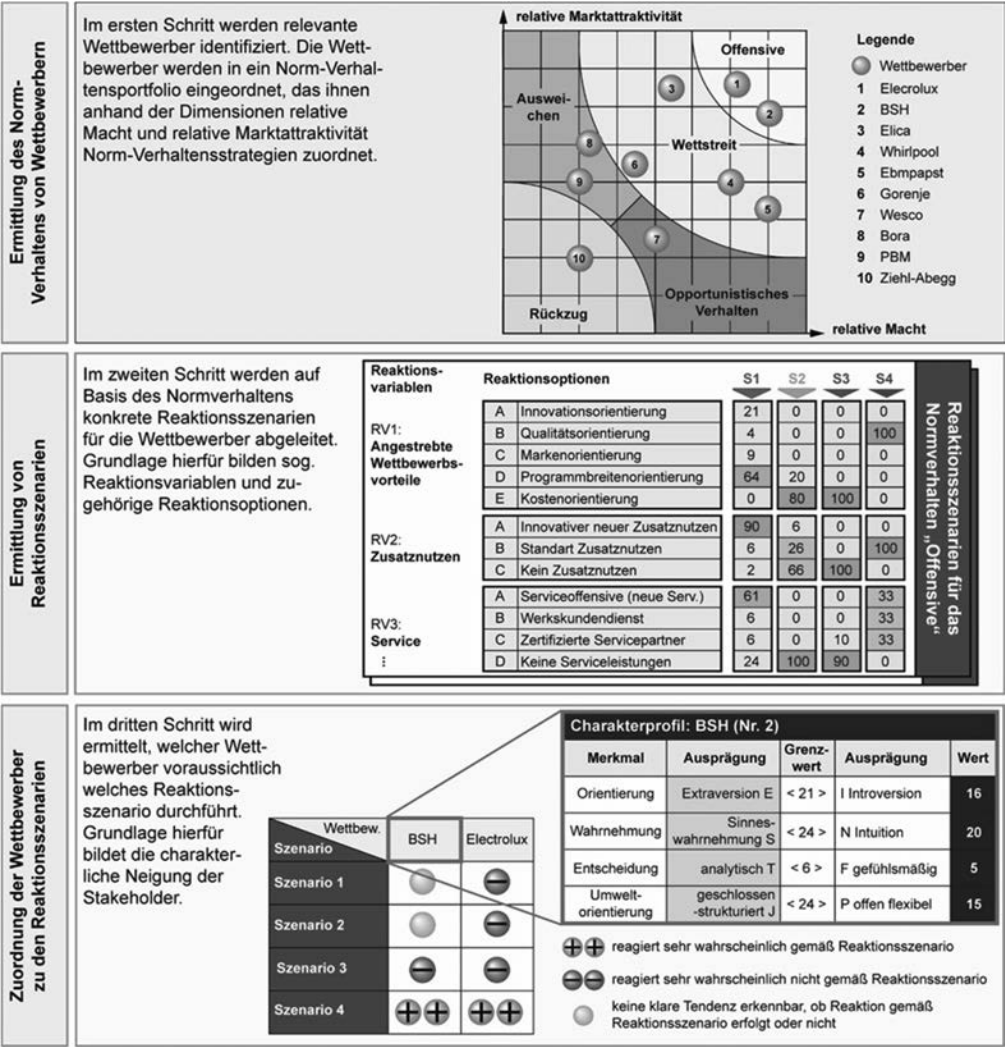 Ermittlung des Norm-
Verhaltens von Wettbewerbern
Im ersten Schritt werden relevante
Wettbewerber identifiziert. Die Wett-
bewerber werden in ein Norm-Verhal-
tensportfolio eingeordnet, das ihnen
anhand der Dimensionen relative
Macht und relative Marktattraktivität
Norm-Verhaltensstrategien zuordnet.
relative Marktattraktivität
Offensive
Auswei-
chen
Wettstreit
Rückzug
Opportunistisches
Verhalten
relative Macht
1
2
3
4
5
6
7
8
9
10
Legende
Wettbewerber
1 Elecrolux
2 BSH
3 Elica
4 Whirlpool
5 Ebmpapst
6 Gorenje
7 Wesco
8 Bora
9 PBM
10 Ziehl-Abegg
Ermittlung von
Reaktionsszenarien
Im zweiten Schritt werden auf
Basis des Normverhaltens
konkrete Reaktionsszenarien
für die Wettbewerber abgeleitet.
Grundlage hierfür bilden sog.
Reaktionsvariablen und zu-
gehörige Reaktionsoptionen.
Reaktions-
variablen
Reaktionsoptionen S1 S2 S3 S4
RV1:
Angestrebte
Wettbewerbs-
vorteile
A Innovationsorientierung 21 0 0 0
B Qualitätsorientierung 4 0 0 100
C Markenorientierung 9 0 0 0
D Programmbreitenorientierung 64 20 0 0
E Kostenorientierung 0 80 100 0
RV2:
Zusatznutzen
A Innovativer neuer Zusatznutzen 90 6 0 0
B Standart Zusatznutzen 6 26 0 100
C Kein Zusatznutzen 2 66 100 0
RV3:
Service
⋮
A Serviceoffensive (neue Serv.) 61 0 0 33
B Werkskundendienst 6 0 0 33
C Zertifizierte Servicepartner 6 0 10 33
D Keine Serviceleistungen 24 100 90 0
Reaktionsszenarien für das
Normverhalten „Offensive“
Zuordnung der Wettbewerber
zu den Reaktionsszenarien
Im dritten Schritt wird
ermittelt, welcher Wett-
bewerber voraussichtlich
welches Reaktions-
szenario durchführt.
Grundlage hierfür
bildet die charakter-
liche Neigung der
Stakeholder.
Wettbew.
Szenario
BSH Electrolux
Szenario 1
Szenario 2
Szenario 3
Szenario 4
Charakterprofil: BSH (Nr. 2)
Merkmal Ausprägung Grenz-
wert Ausprägung Wert
Orientierung Extraversion E < 21 > I Introversion 16
Wahrnehmung Sinnes-
wahrnehmung S < 24 > N Intuition 20
Entscheidung analytisch T < 6 > F gefühlsmäßig 5
Umwelt-
orientierung geschlossen
-strukturiert J < 24 > P offen flexibel 15
reagiert sehr wahrscheinlich gemäß Reaktionsszenario
reagiert sehr wahrscheinlich nicht gemäß Reaktionsszenario
keine klare Tendenz erkennbar, ob Reaktion gemäß
Reaktionsszenario erfolgt oder nicht